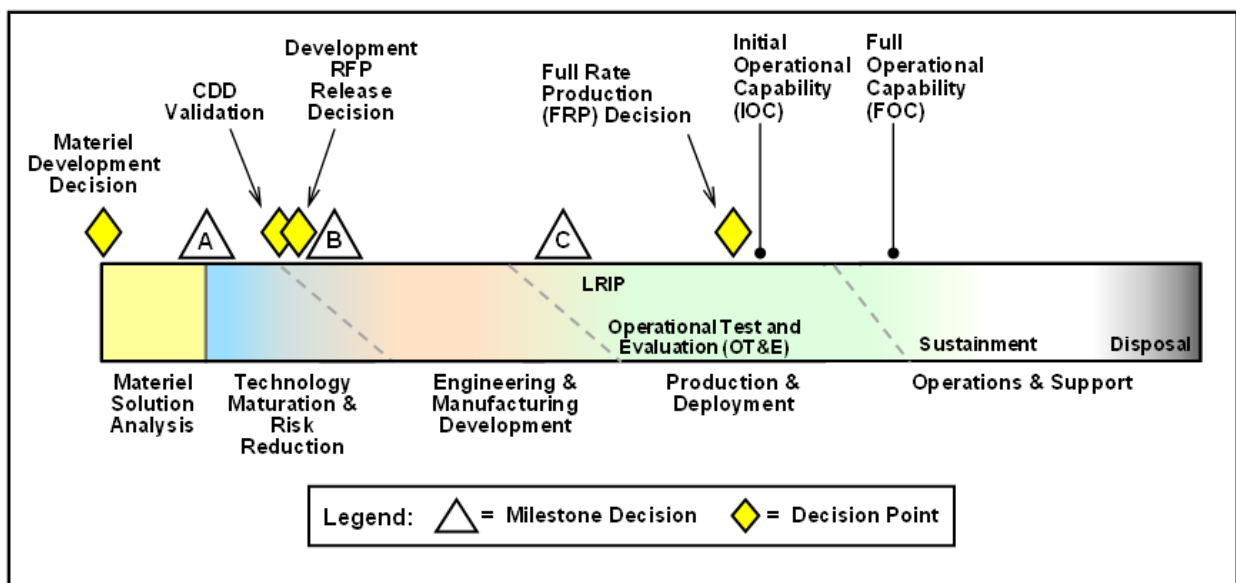 Materiel
Development
Decision
CDD
Validation
Development
RFP
Release
Decision
Full Rate
Production
(FRP) Decision
Initial
Operational
Capability
(IOC)
Full
Operational
Capability
(FOC)
A
B
C
LRIP
Operational Test and
Evaluation (OT&E)
Sustainment
Disposal
Materiel
Solution
Analysis
Technology
Maturation &
Risk
Reduction
Engineering &
Manufacturing
Development
Production &
Deployment
Operations & Support
Legend:
= Milestone Decision
= Decision Point